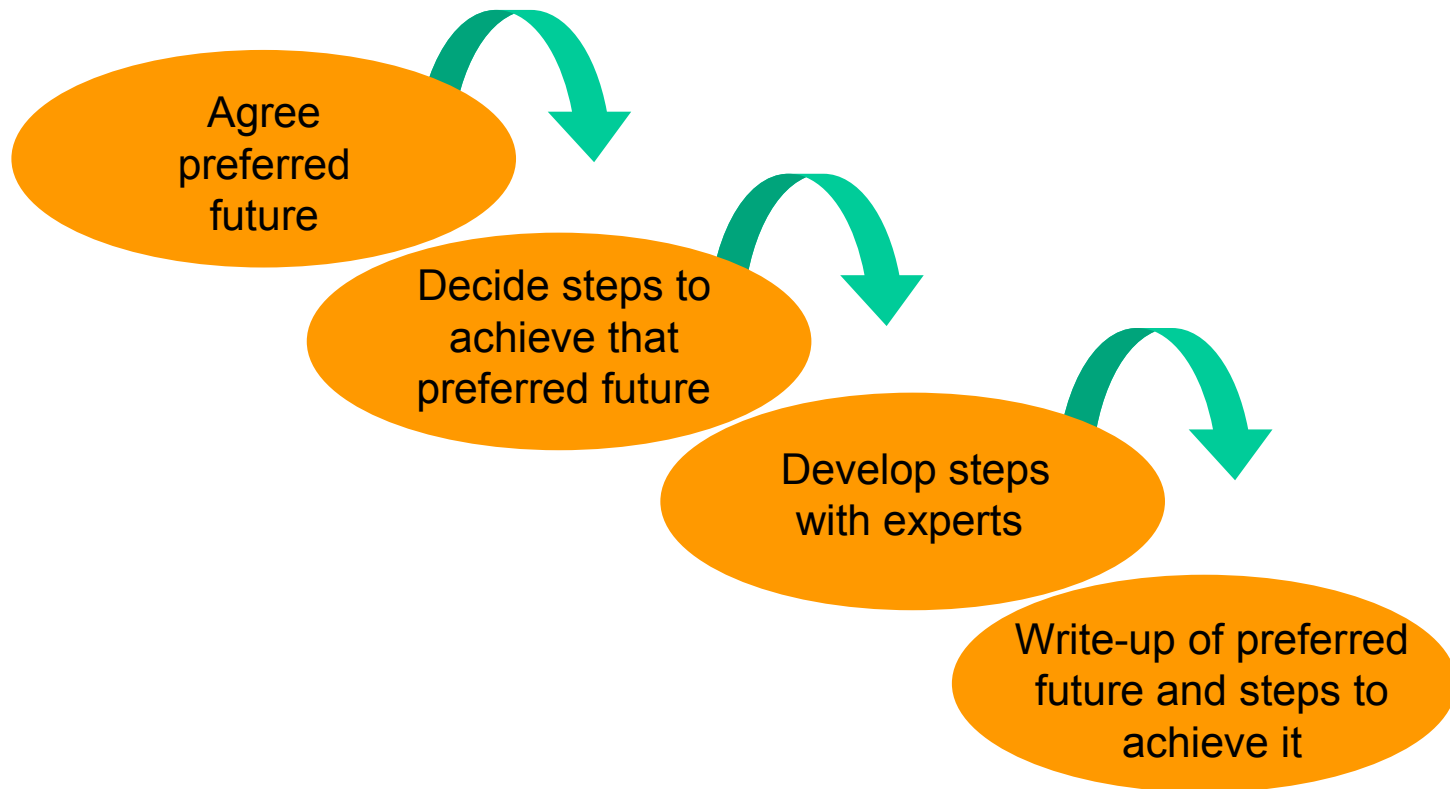 Agree
preferred
future
Decide steps to
achieve that
preferred future
Develop steps
with experts
Write-up of preferred
future and steps to
achieve it